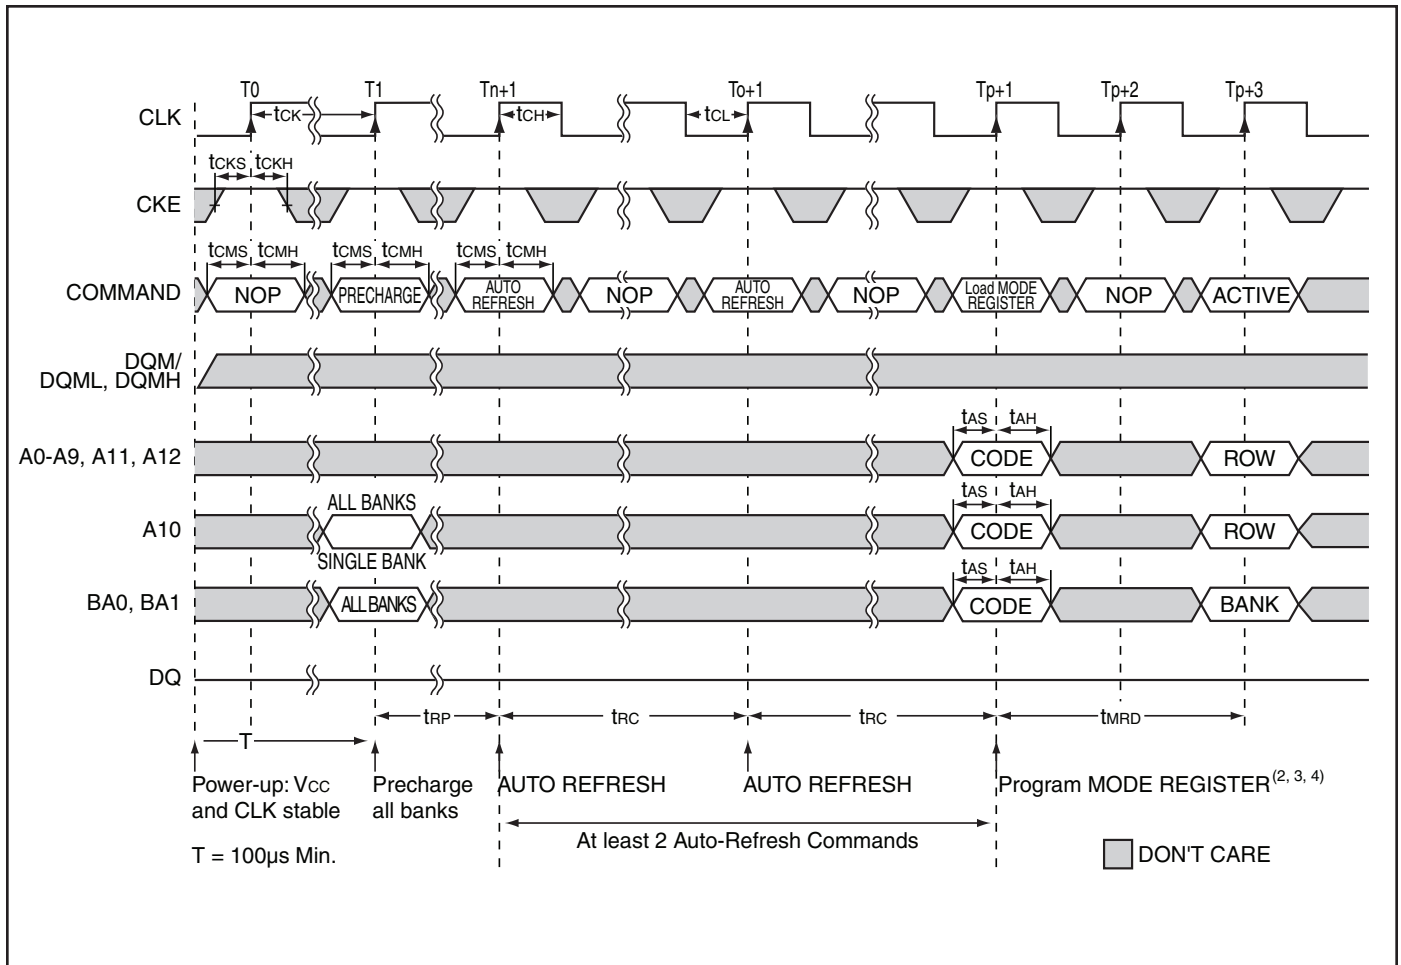 T0 T1 Tn+1 To+1 Tp+1 Tp+2 Tp+3
CLK tCK tCH tCL
tCKS tCKH
CKE
tCMS tCMH tCMS tCMH tCMS tCMH
COMMAND NOP PRECHARGE AUTO REFRESH NOP AUTO REFRESH NOP Load MODE REGISTER NOP ACTIVE
DQM/
DQML, DQMH
tAS tAH
A0-A9, A11, A12 CODE ROW
ALL BANKS tAS tAH
A10 CODE ROW
SINGLE BANK tAS tAH
BA0, BA1 ALL BANKS CODE BANK
DQ
tRP tRC tRC tMRD
T
Power-up: VCC
and CLK stable
Precharge
all banks
AUTO REFRESH
AUTO REFRESH
Program MODE REGISTER(2, 3, 4)
At least 2 Auto-Refresh Commands
T = 100µs Min.
DON'T CARE